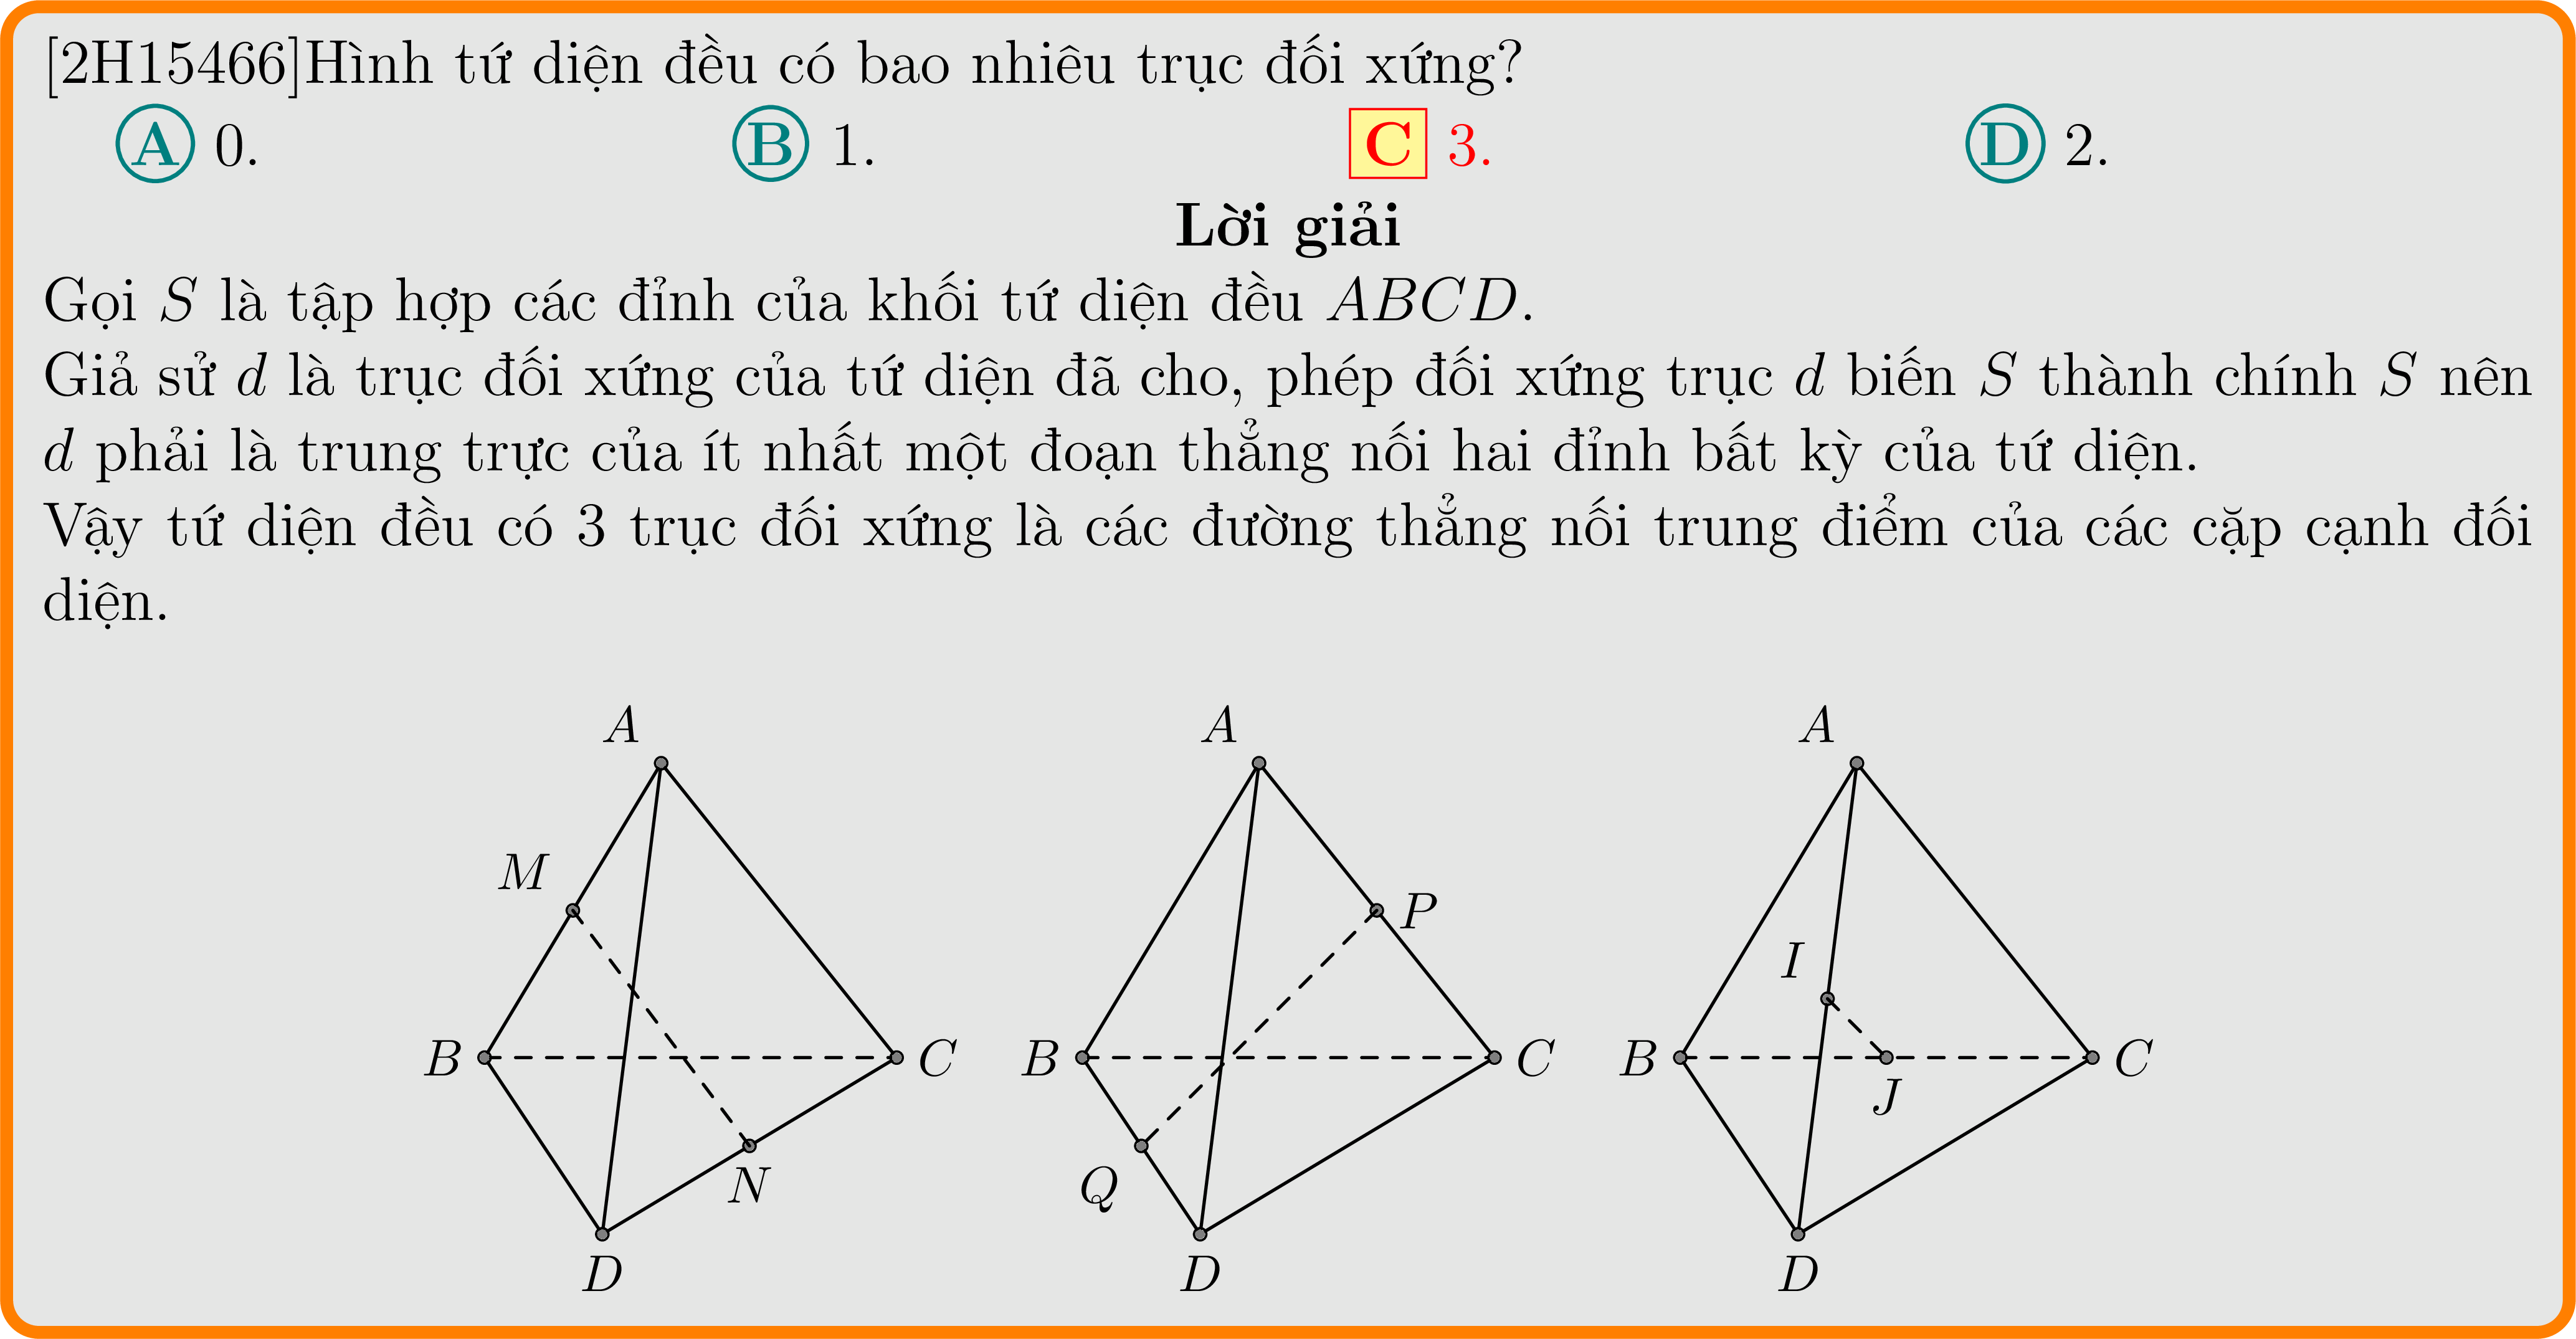 [2H15466]Hình tứ diện đều có bao nhiêu trục đối xứng?
A 0. B 1. C 3. D 2.
Lời giải
Gọi S là tập hợp các đỉnh của khối tứ diện đều ABCD.
Giả sử d là trục đối xứng của tứ diện đã cho, phép đối xứng trục d biến S thành chính S nên
d phải là trung trực của ít nhất một đoạn thẳng nối hai đỉnh bất kỳ của tứ diện.
Vậy tứ diện đều có 3 trục đối xứng là các đường thẳng nối trung điểm của các cặp cạnh đối
diện.
A A A
M P
I
B C B C B C
J
N Q
D D D